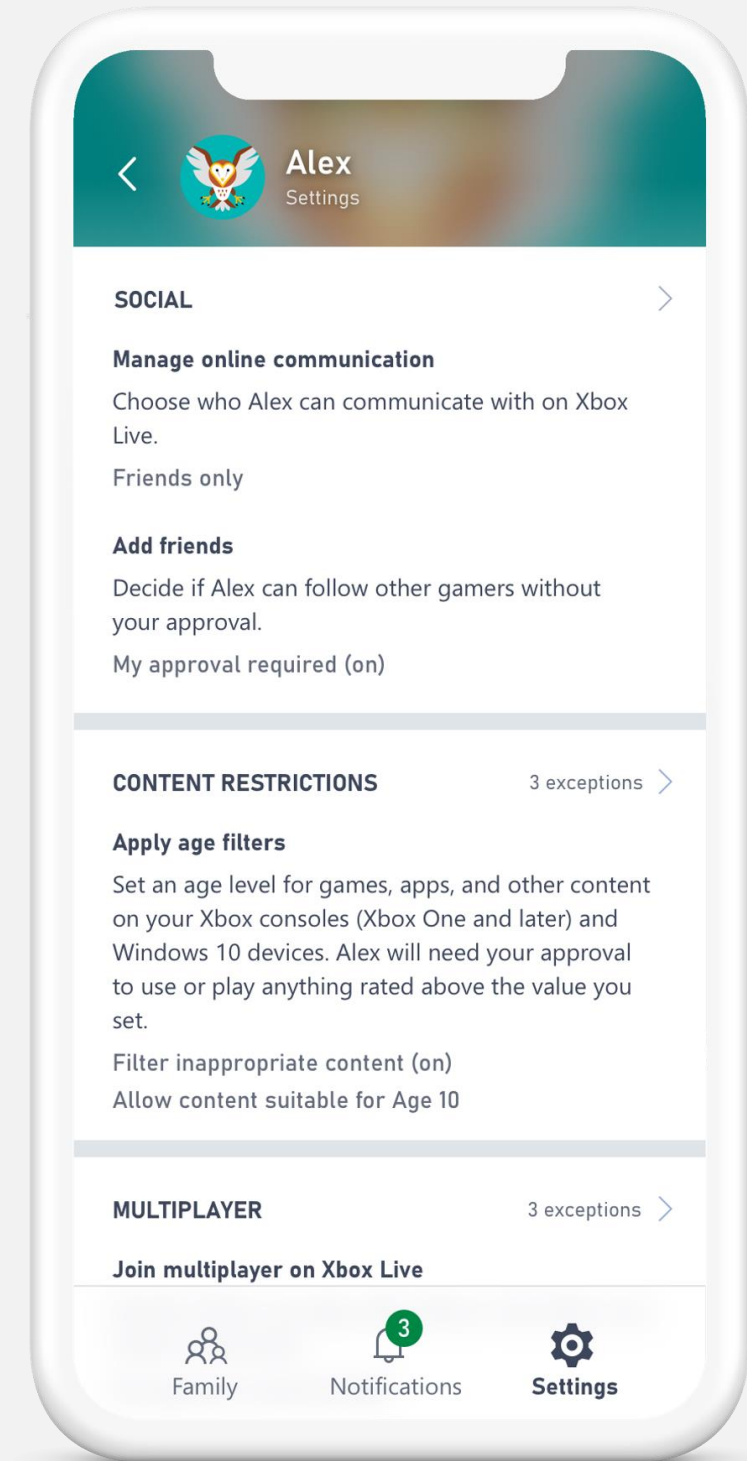 Alex
Settings
SOCIAL
Manage online communication
Choose who Alex can communicate with on Xbox
Live.
Friends only
Add friends
Decide if Alex can follow other gamers without
your approval.
My approval required (on)
CONTENT RESTRICTIONS 3 exceptions
Apply age filters
Set an age level for games, apps, and other content
on your Xbox consoles (Xbox One and later) and
Windows 10 devices. Alex will need your approval
to use or play anything rated above the value you
set.
Filter inappropriate content (on)
Allow content suitable for Age 10
MULTIPLAYER 3 exceptions
Join multiplayer on Xbox Live
3
Family Notifications Settings